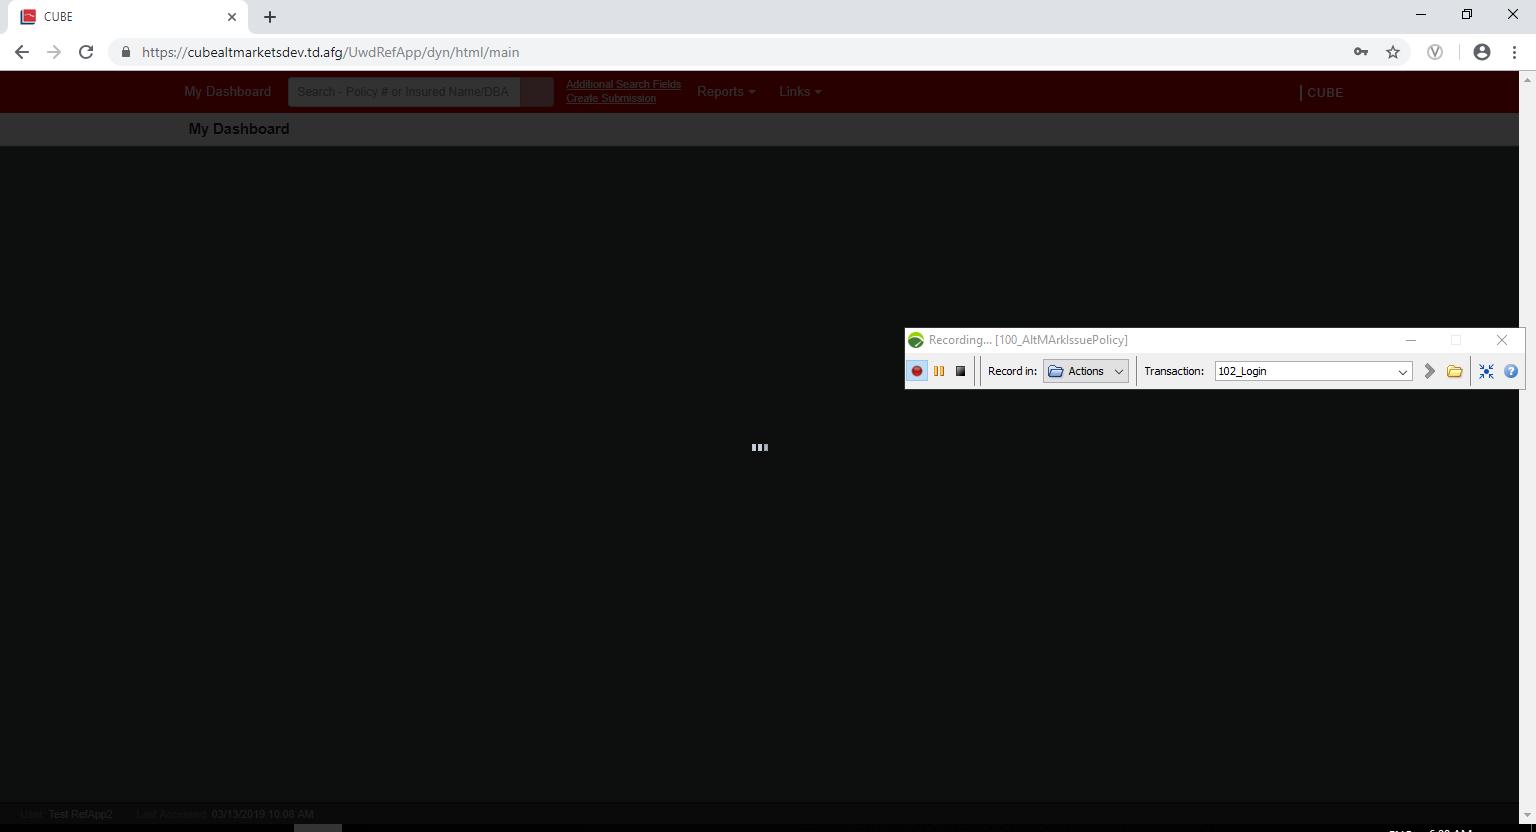 CUBE
https://cubealtmarketsdev.td.afg/UwdRefApp/dyn/html/main
My Dashboard
Search - Policy # or Insured Name/DBA
Additional Search Fields
Create Submission
Reports
Links
CUBE
My Dashboard
Recording... [100_AltMArkIssuePolicy]
Record in:
Actions
Transaction:
102_Login
User: Test RefApp2
Last Accessed: 03/13/2019 10:08 AM